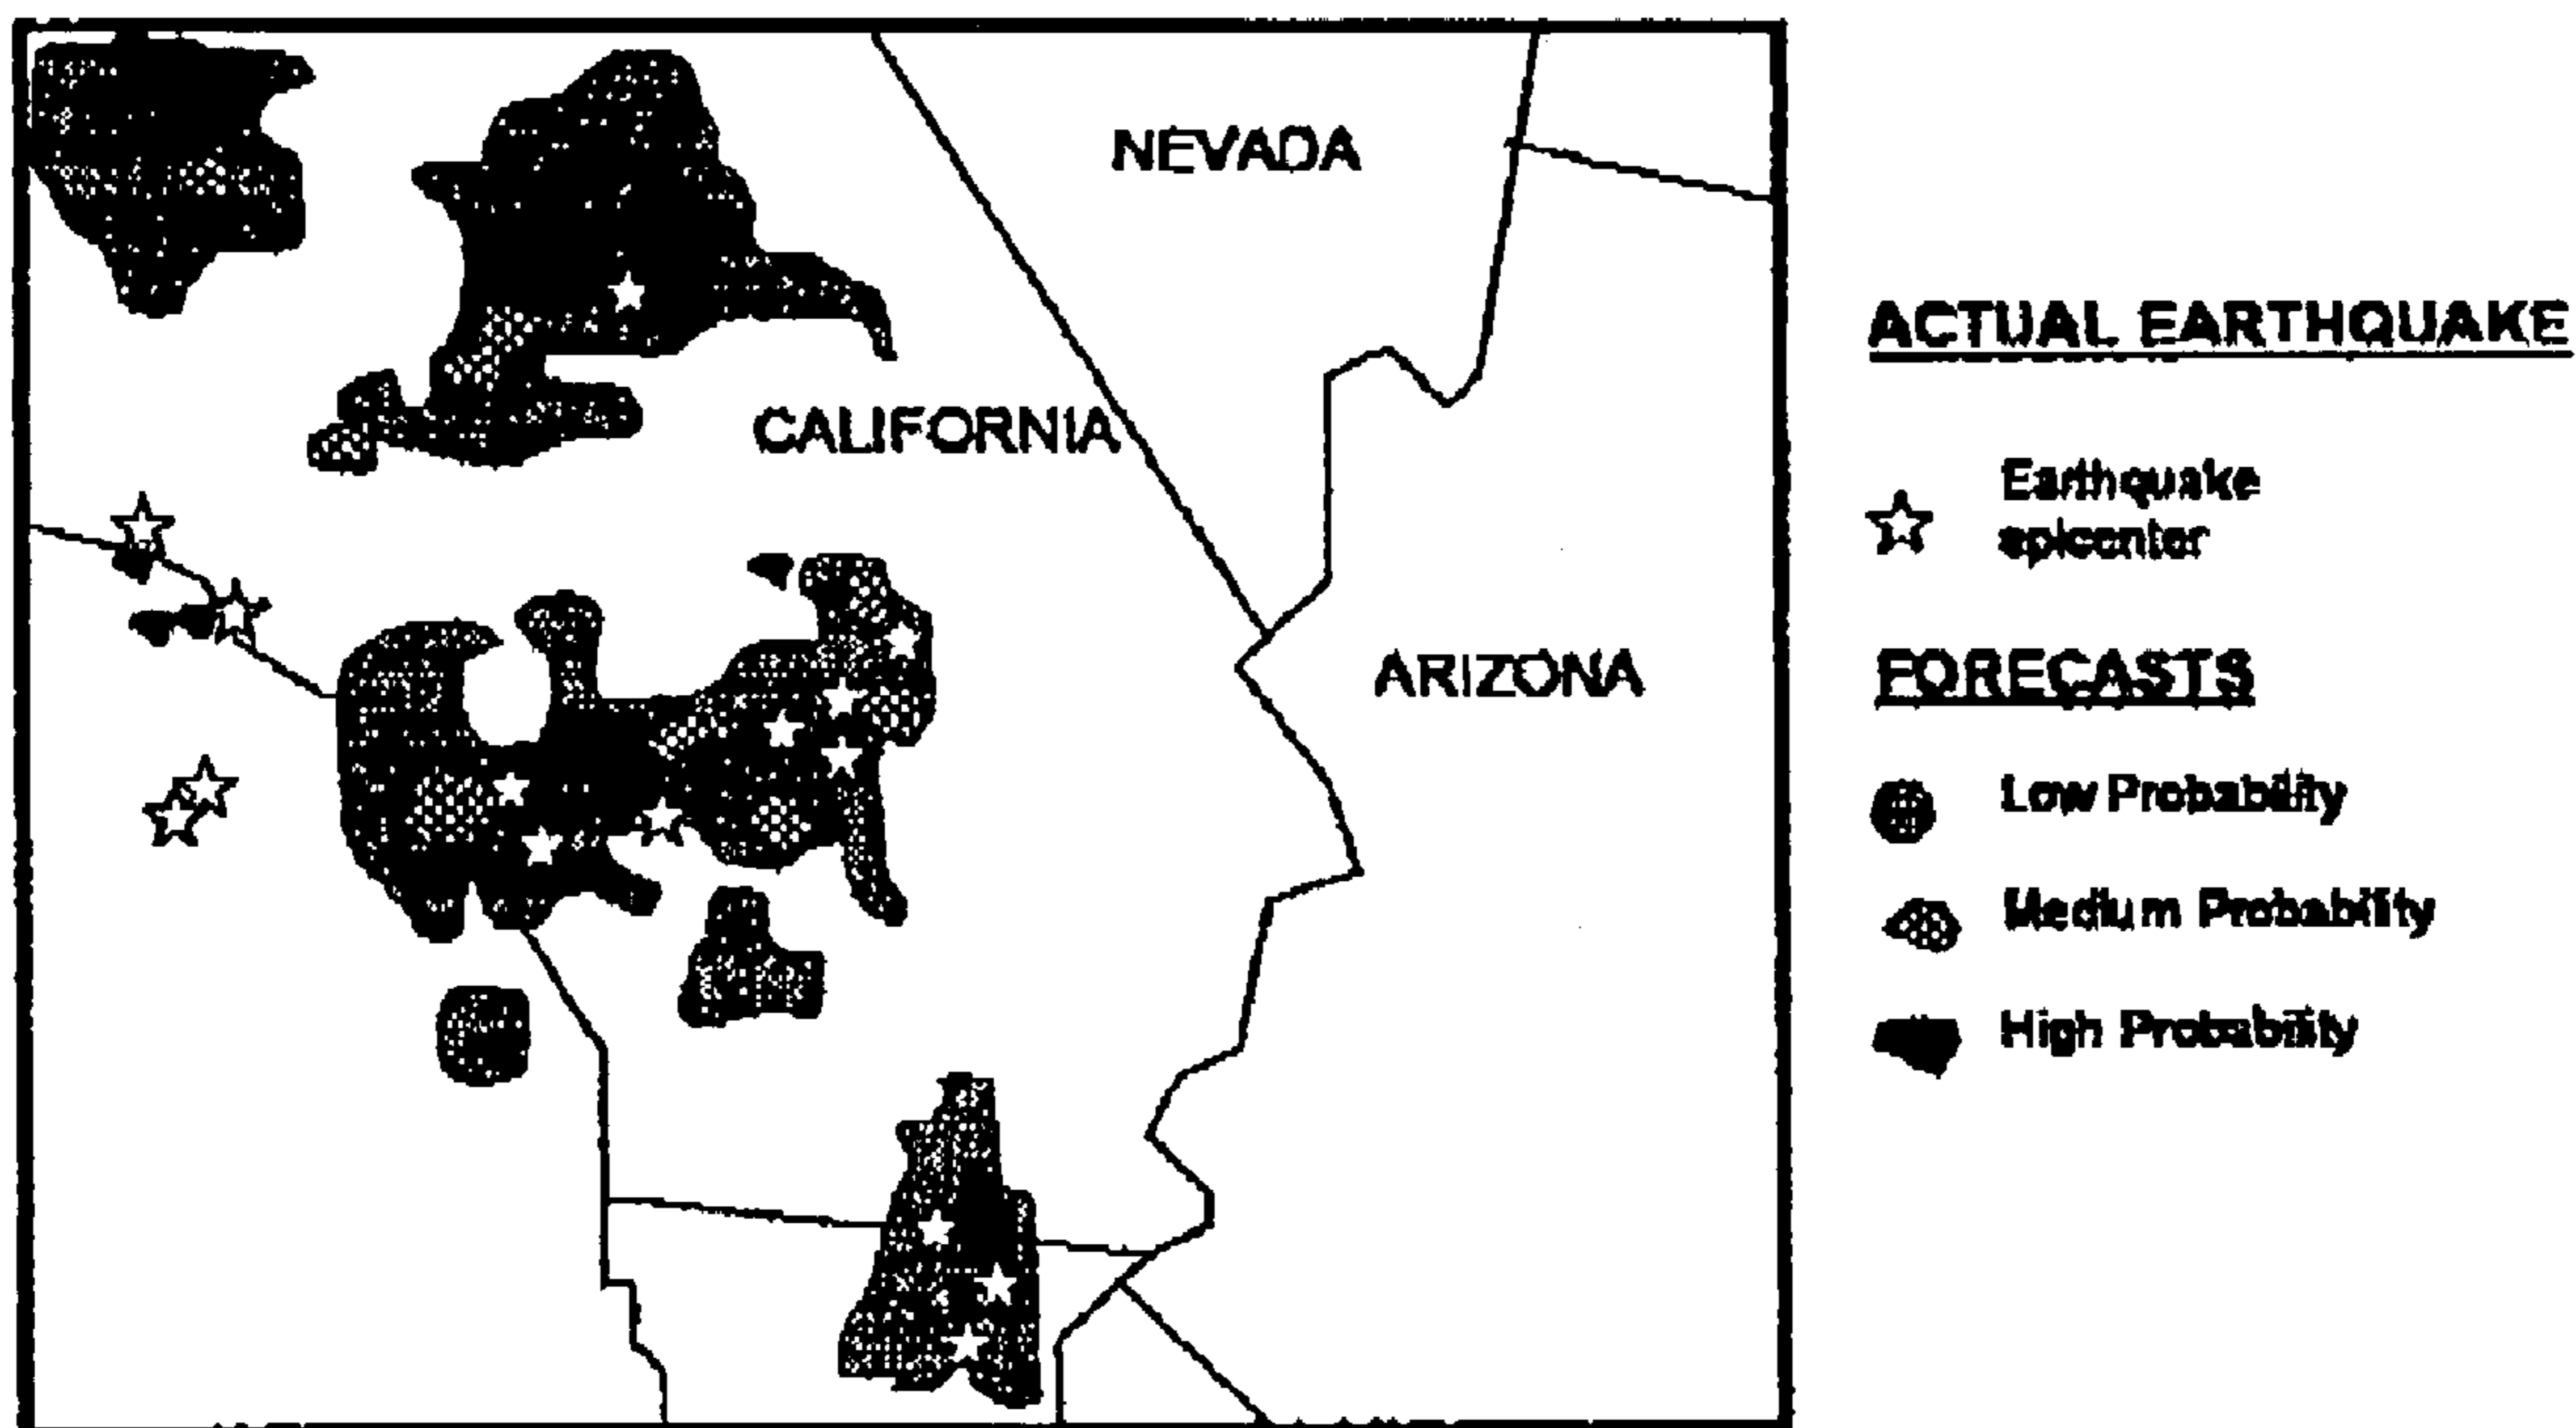 NEVADA
CALIFORNIA
ARIZONA
ACTUAL EARTHQUAKE
Earthquake
epicenter
FORECASTS
Low Probability
Medium Probability
High Probability